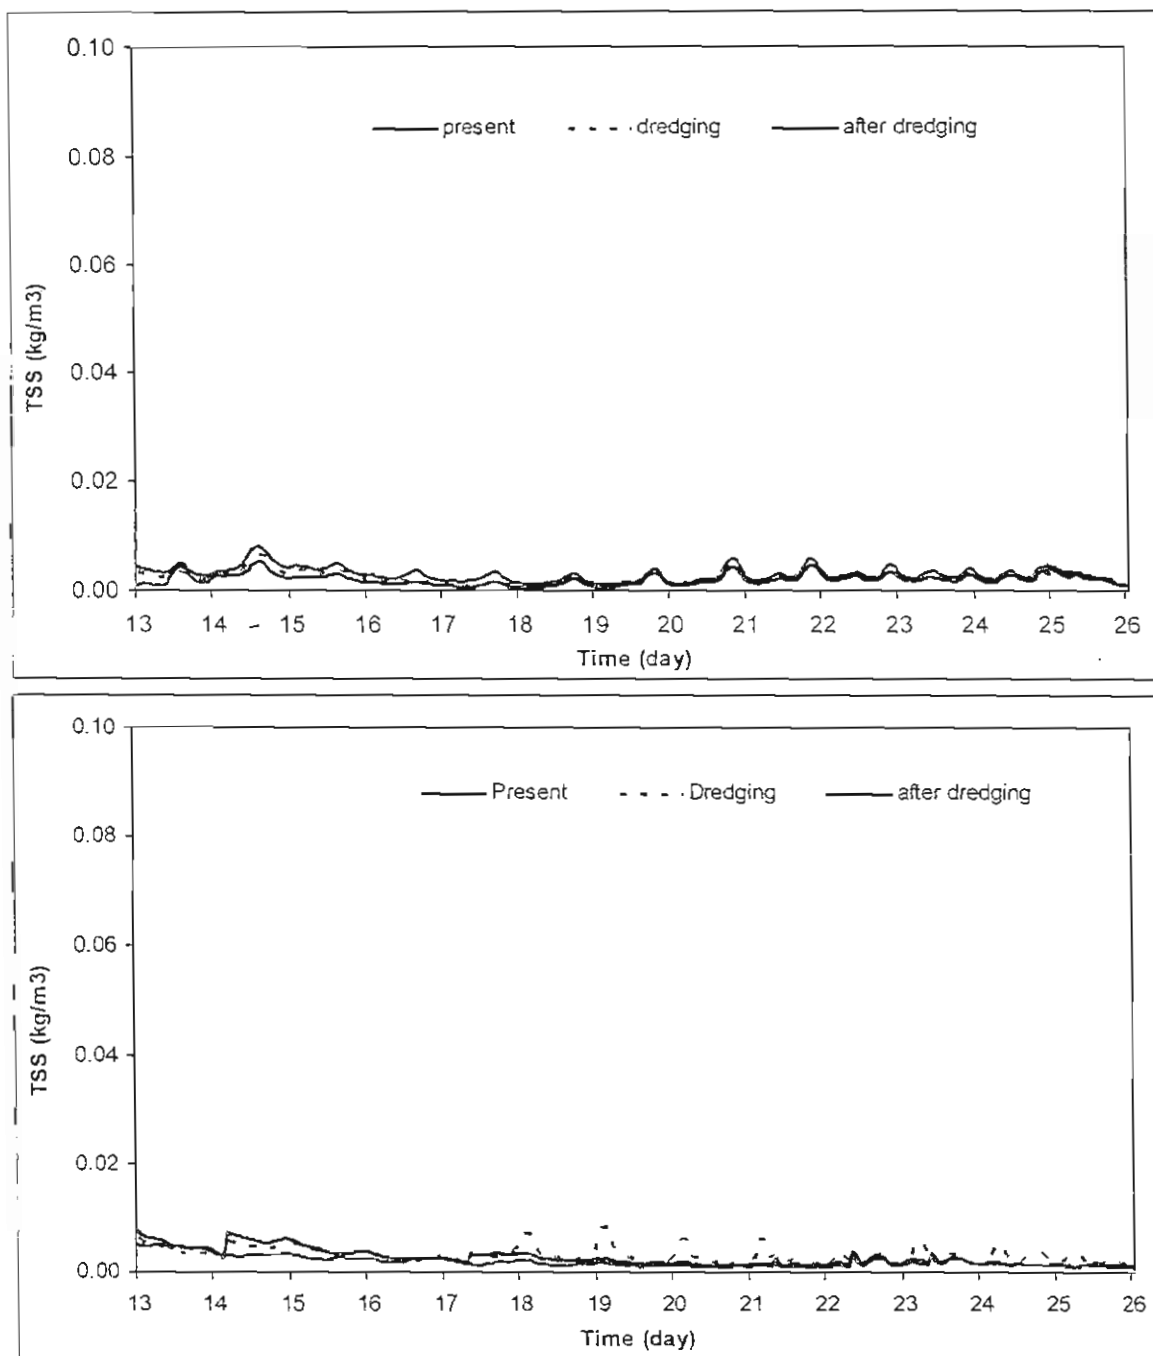 0.10
present dredging after dredging
0.08
0.06
TSS (kg/m3)
0.04
0.02
0.00
13 14 15 16 17 18 19 20 21 22 23 24 25 26
Time (day)
0.10
Present Dredging after dredging
0.08
0.06
TSS (kg/m3)
0.04
0.02
0.00
13 14 15 16 17 18 19 20 21 22 23 24 25 26
Time (day)